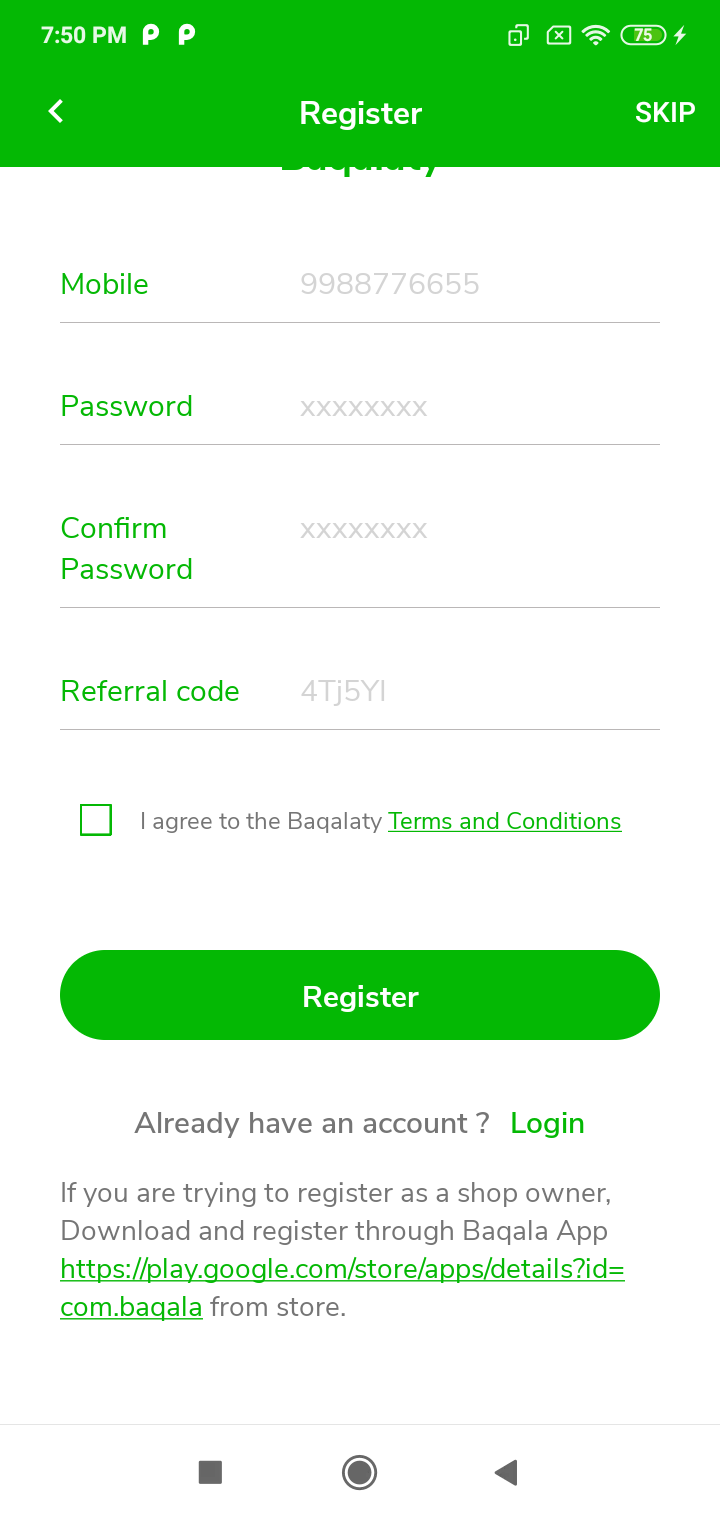 7:50 PM
75
Register
SKIP
Mobile 9988776655
Password xxxxxxxx
Confirm xxxxxxxx
Password
Referral code 4Tj5YI
I agree to the Baqalaty Terms and Conditions
Register
Already have an account ? Login
If you are trying to register as a shop owner,
Download and register through Baqala App
https://play.google.com/store/apps/details?id=
com.baqala from store.